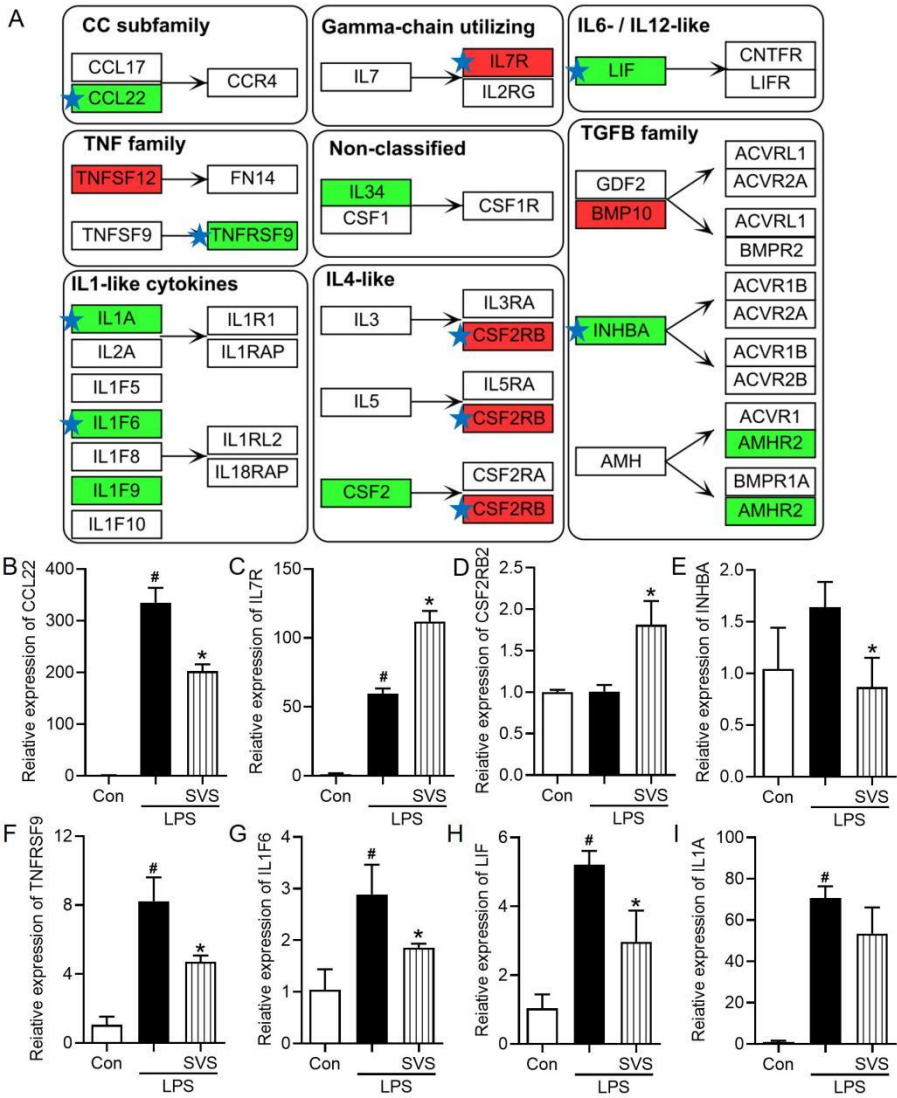 A
CC subfamily
CCL17
CCL22
CCR4
Gamma-chain utilizing
IL7
IL7R
IL2RG
IL6- / IL12-like
LIF
CNTFR
LIFR
TNF family
TNFSF12
FN14
TNFSF9
TNFRSF9
Non-classified
IL34
CSF1
CSF1R
TGFB family
GDF2
BMP10
ACVRL1
ACVR2A
ACVRL1
BMPR2
INHBA
ACVR1B
ACVR2A
ACVR1B
ACVR2B
AMH
ACVR1
AMHR2
BMPR1A
AMHR2
IL1-like cytokines
IL1A
IL2A
IL1R1
IL1RAP
IL1F5
IL1F6
IL1F8
IL1F9
IL1F10
IL1RL2
IL18RAP
IL4-like
IL3
IL3RA
CSF2RB
IL5
IL5RA
CSF2RB
CSF2
CSF2RA
CSF2RB
B
Relative expression of CCL22
400
300
200
100
0
#
*
Con
SVS
LPS
C
Relative expression of IL7R
150
100
50
0
#
*
Con
SVS
LPS
D
Relative expression of CSF2RB2
2.5
2.0
1.5
1.0
0.5
0.0
*
Con
SVS
LPS
E
Relative expression of INHBA
2.0
1.5
1.0
0.5
0.0
*
Con
SVS
LPS
F
Relative expression of TNFRSF9
12
8
4
0
#
*
Con
SVS
LPS
G
Relative expression of IL1F6
4
3
2
1
0
#
*
Con
SVS
LPS
H
Relative expression of LIF
6
4
2
0
#
*
Con
SVS
LPS
I
Relative expression of IL1A
100
80
60
40
20
0
#
Con
SVS
LPS